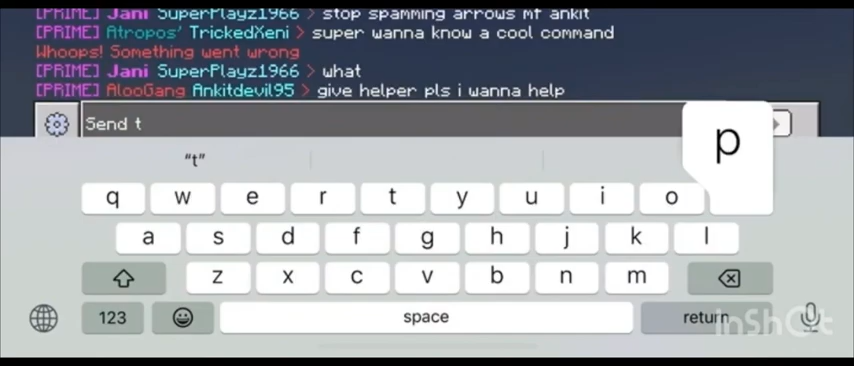 [PRIME] Jani SuperPlayz1966 > stop spamming arrows mf ankit
[PRIME] Atropos' TrickedXeni > super wanna know a cool command
Whoops! Something went wrong
[PRIME] Jani SuperPlayz1966 > what
[PRIME] AlooGang Ankitdevil95 > give helper pls i wanna help
Send t
p
"t"
q w e r t y u i o
a s d f g h j k l
z x c v b n m
123 space return
InShOt